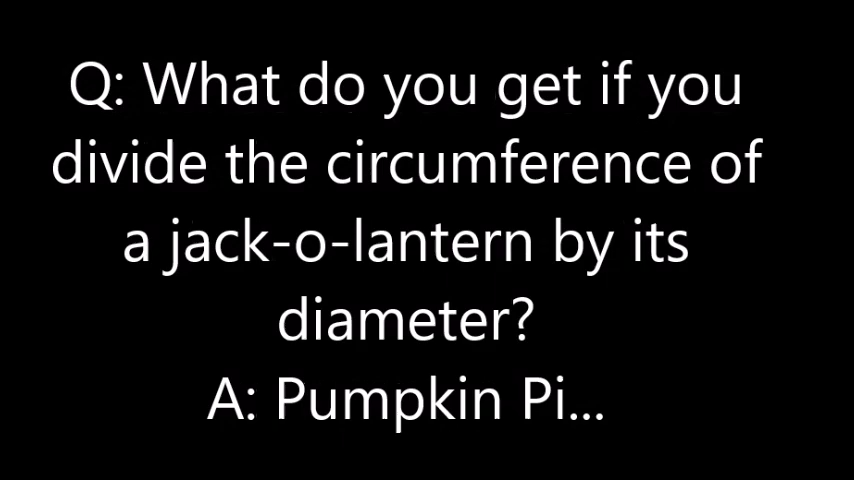 Q: What do you get if you
divide the circumference of
a jack-o-lantern by its
diameter?
A: Pumpkin Pi...